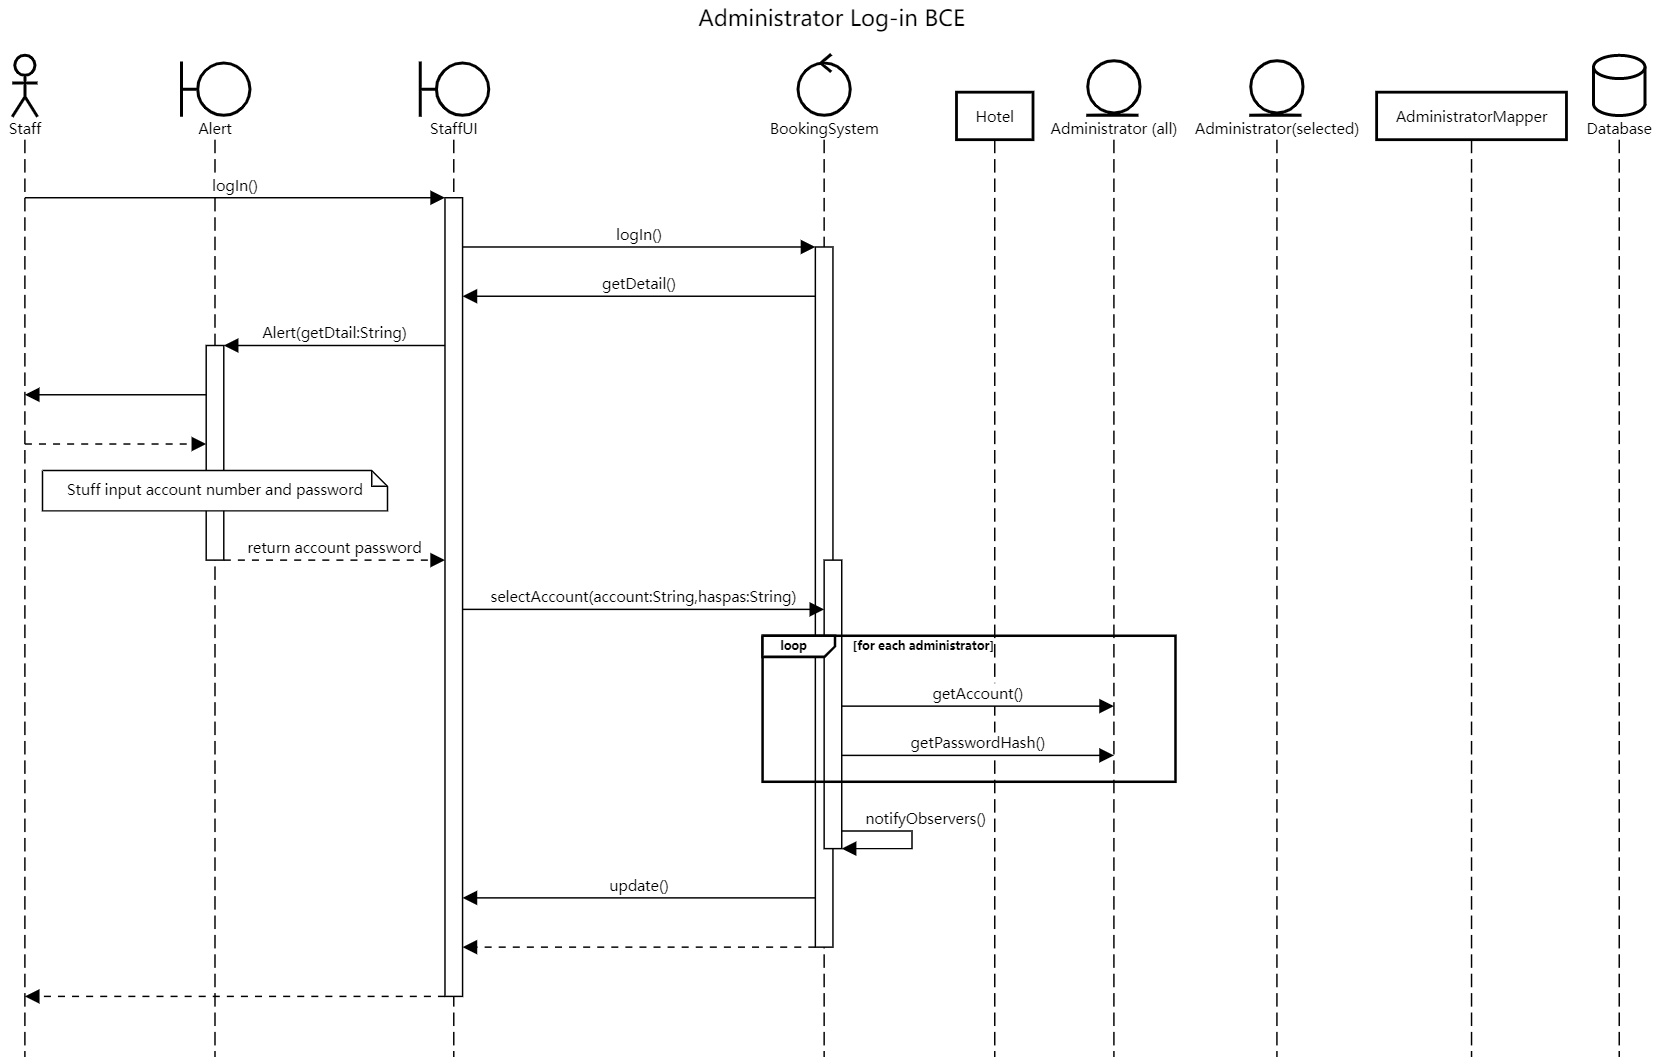 Administrator Log-in BCE
Staff
Alert
StaffUI
BookingSystem
Hotel
Administrator (all)
Administrator(selected)
AdministratorMapper
Database
logIn()
logIn()
getDetail()
Alert(getDtail:String)
Stuff input account number and password
return account password
selectAccount(account:String,haspas:String)
loop
[for each administrator]
getAccount()
getPasswordHash()
notifyObservers()
update()